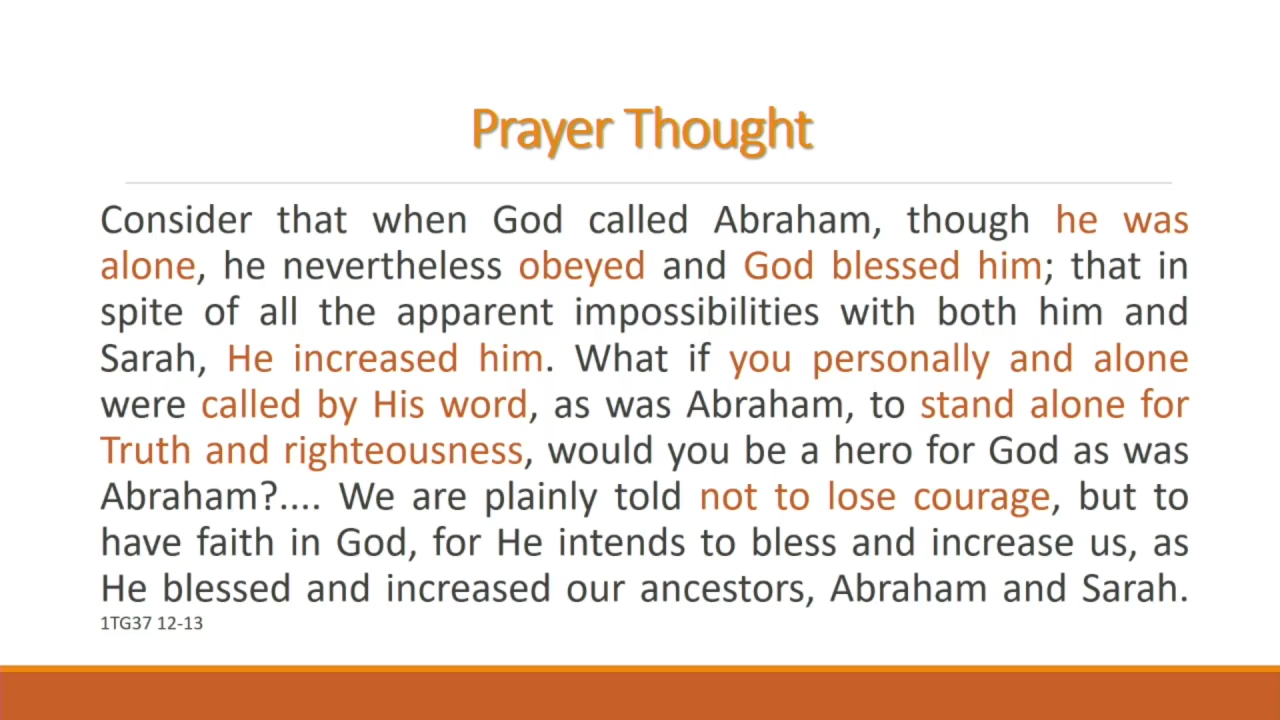 Prayer Thought
Consider that when God called Abraham, though he was
alone, he nevertheless obeyed and God blessed him; that in
spite of all the apparent impossibilities with both him and
Sarah, He increased him. What if you personally and alone
were called by His word, as was Abraham, to stand alone for
Truth and righteousness, would you be a hero for God as was
Abraham?.... We are plainly told not to lose courage, but to
have faith in God, for He intends to bless and increase us, as
He blessed and increased our ancestors, Abraham and Sarah.
1TG37 12-13